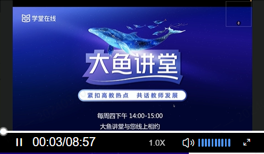 学堂在线
大鱼讲堂
紧扣高教热点 共话教师发展
每周四下午 14:00-15:00
大鱼讲堂与您线上相约
00:03/08:57
1.0X